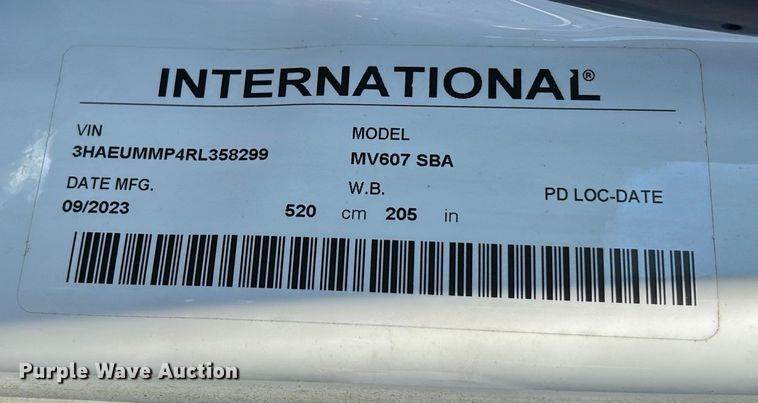 INTERNATIONAL®
VIN
3HAEUMMP4RL358299
MODEL
MV607 SBA
DATE MFG.
09/2023
W.B.
520 cm 205 in
PD LOC-DATE
Purple Wave Auction